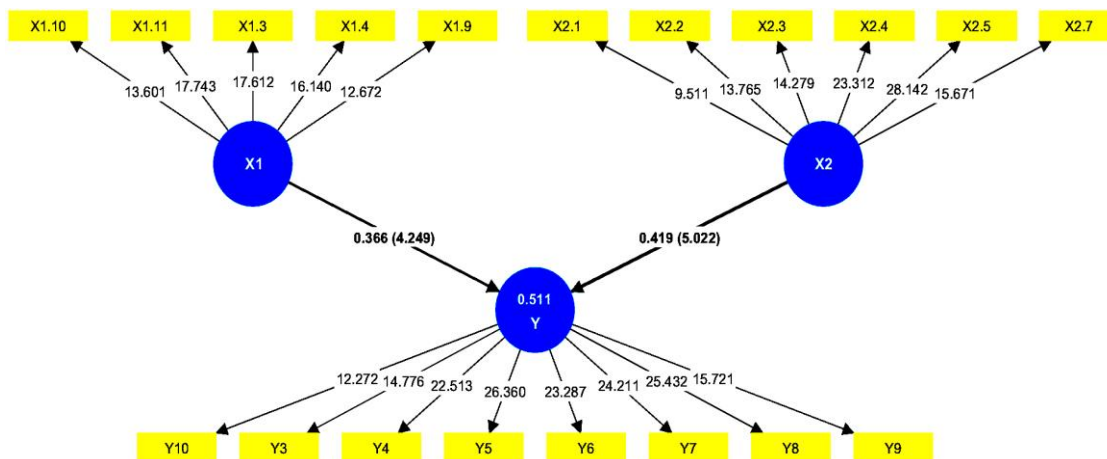 X1.10 X1.11 X1.3 X1.4 X1.9 X2.1 X2.2 X2.3 X2.4 X2.5 X2.7
13.601 17.743 17.612 16.140 12.672 9.511 13.765 14.279 23.312 28.142 15.671
X1 X2
0.366 (4.249) 0.419 (5.022)
0.511
Y
12.272 14.776 22.513 26.360 23.287 24.211 25.432 15.721
Y10 Y3 Y4 Y5 Y6 Y7 Y8 Y9